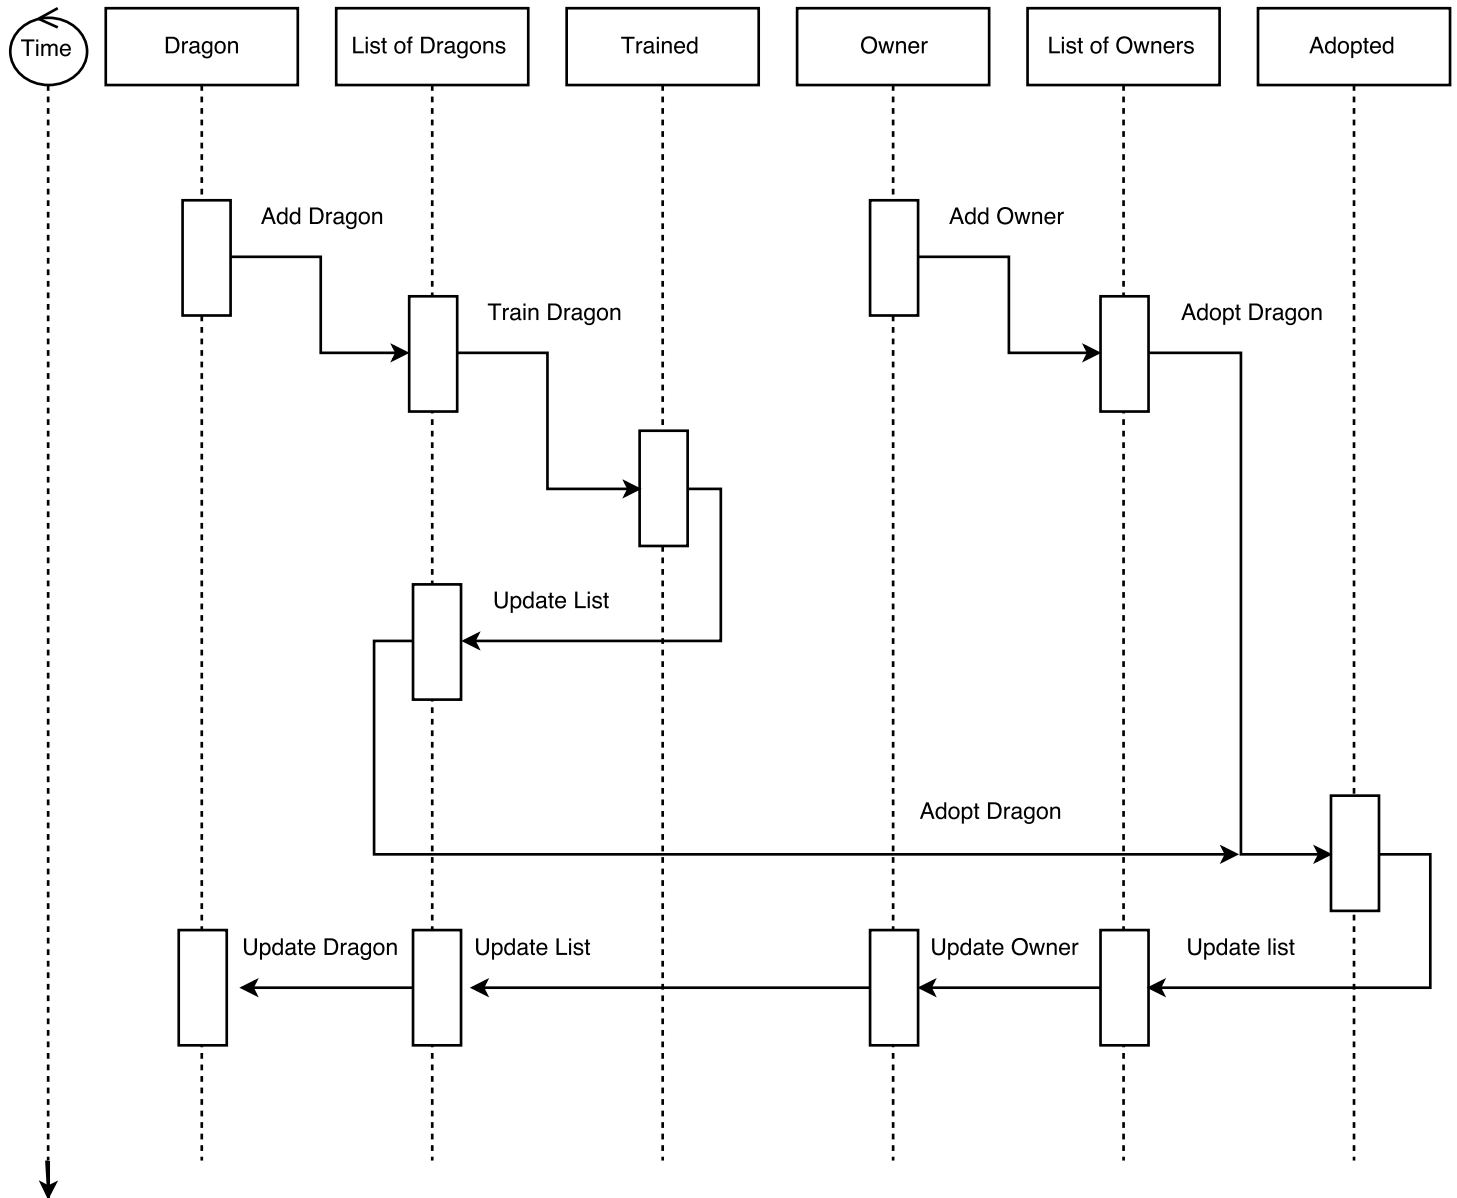 Time
Dragon
List of Dragons
Trained
Owner
List of Owners
Adopted
Add Dragon
Add Owner
Train Dragon
Adopt Dragon
Update List
Adopt Dragon
Update Dragon
Update List
Update Owner
Update list